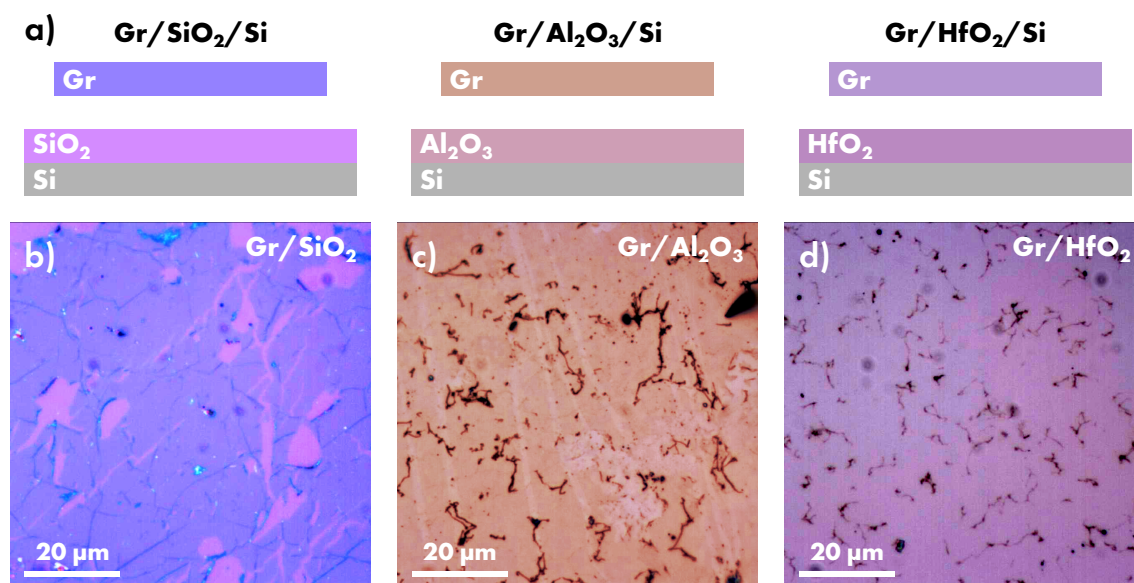 a)
Gr/SiO₂/Si
Gr/Al₂O₃/Si
Gr/HfO₂/Si
Gr
Gr
Gr
SiO₂
Al₂O₃
HfO₂
Si
Si
Si
b)
Gr/SiO₂
c)
Gr/Al₂O₃
d)
Gr/HfO₂
20 µm
20 µm
20 µm